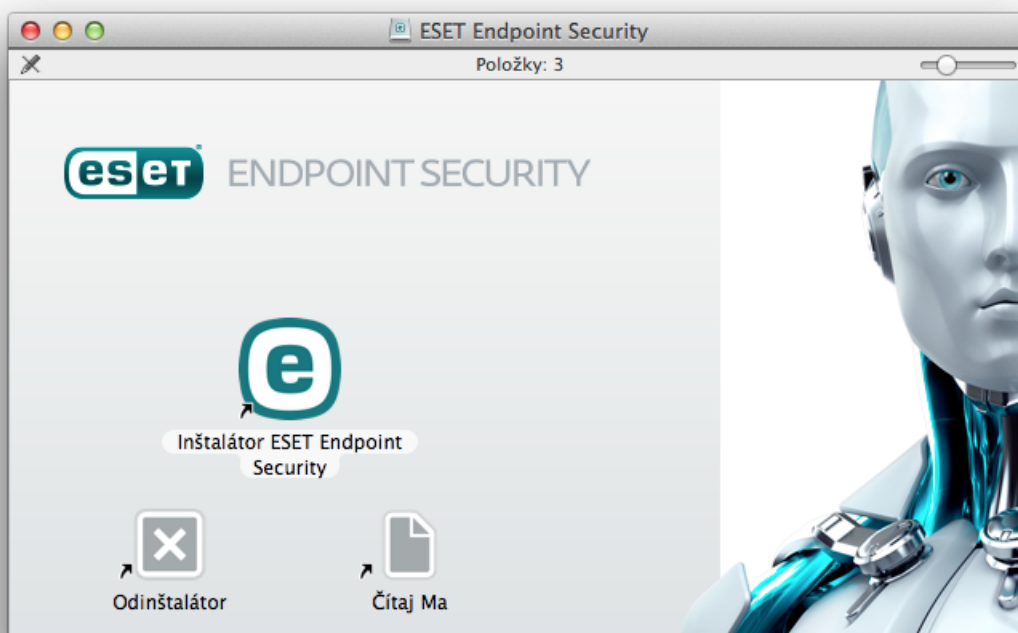 ESET Endpoint Security
Položky: 3
eseT® ENDPOINT SECURITY
e
Inštalátor ESET Endpoint
Security
Odinštalátor
Čítaj Ma